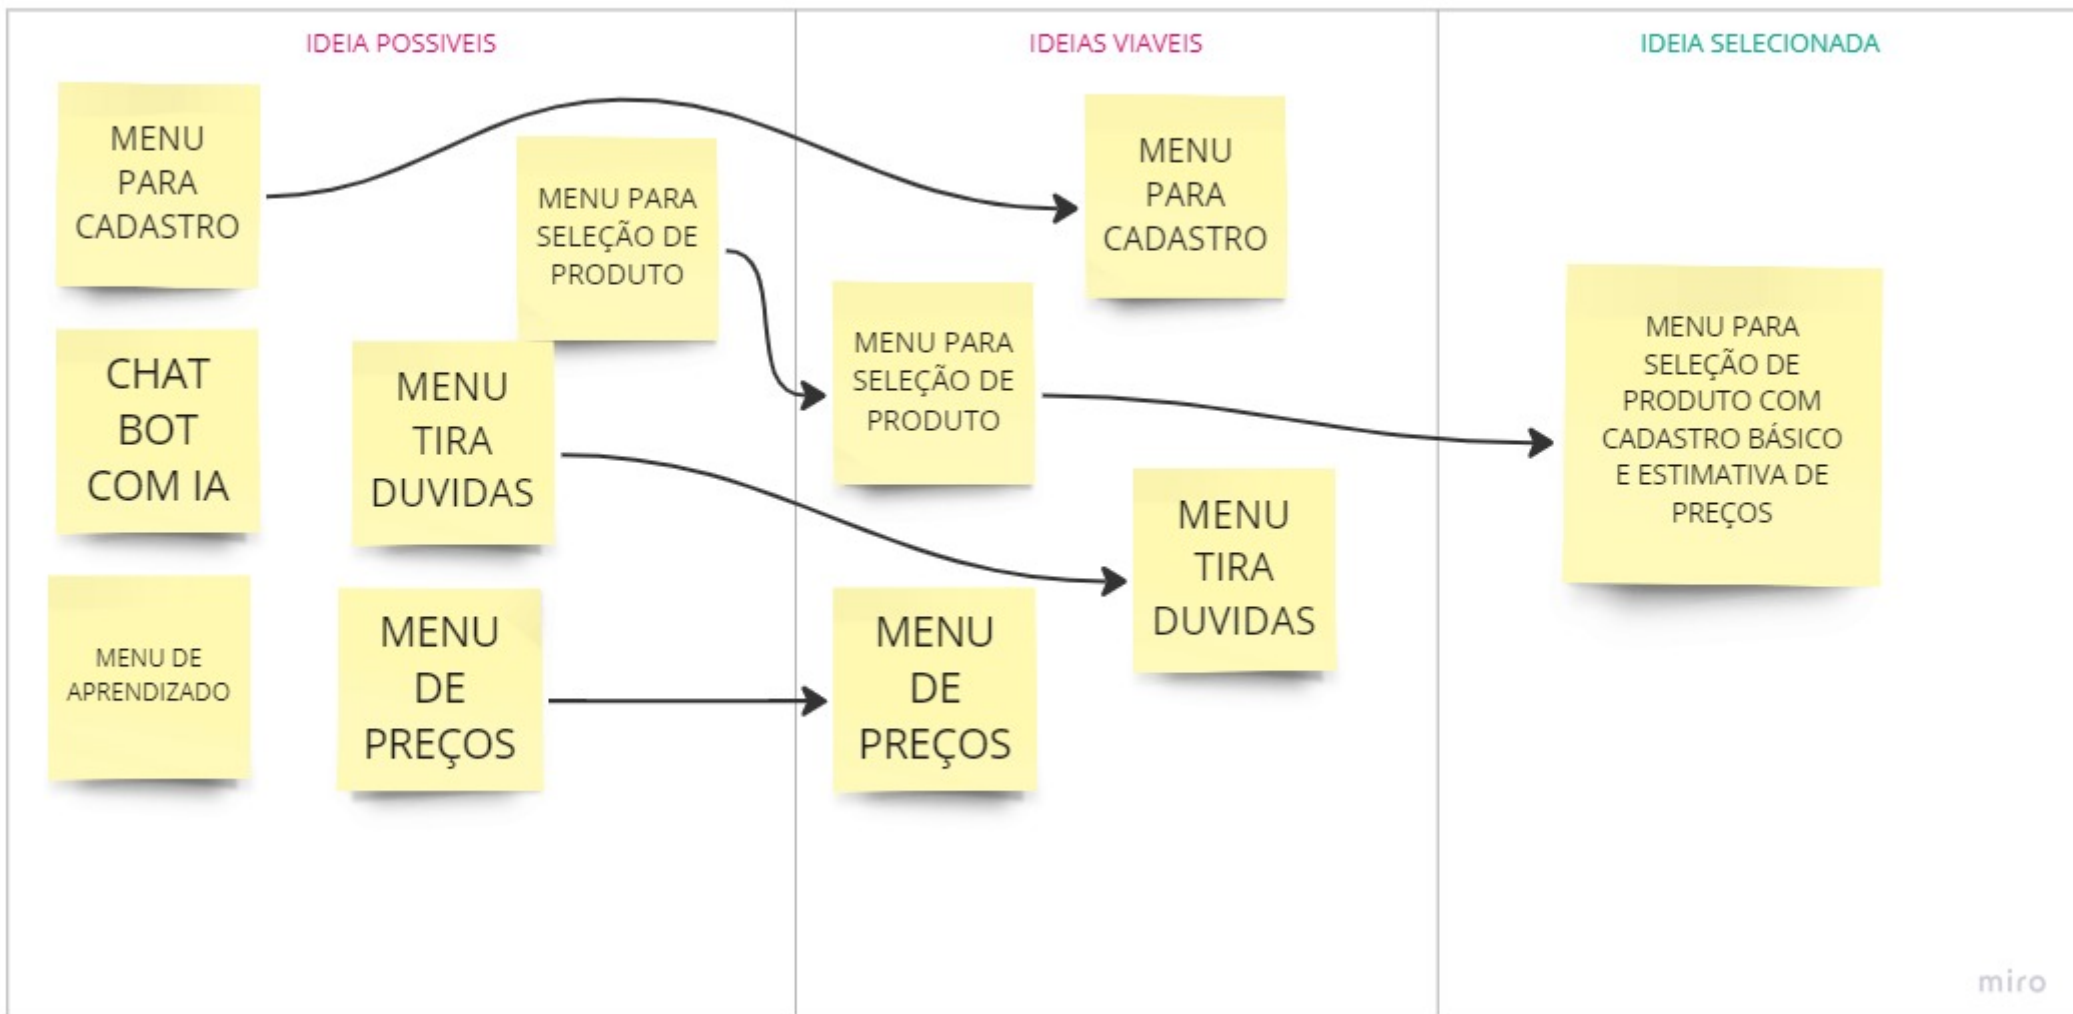 IDEIA POSSIVEIS
MENU
PARA
CADASTRO
MENU PARA
SELEÇÃO DE
PRODUTO
CHAT
BOT
COM IA
MENU
TIRA
DUVIDAS
MENU DE
APRENDIZADO
MENU
DE
PREÇOS
IDEIAS VIAVEIS
MENU
PARA
CADASTRO
MENU PARA
SELEÇÃO DE
PRODUTO
MENU
TIRA
DUVIDAS
MENU
DE
PREÇOS
IDEIA SELECIONADA
MENU PARA
SELEÇÃO DE
PRODUTO COM
CADASTRO BÁSICO
E ESTIMATIVA DE
PREÇOS
miro